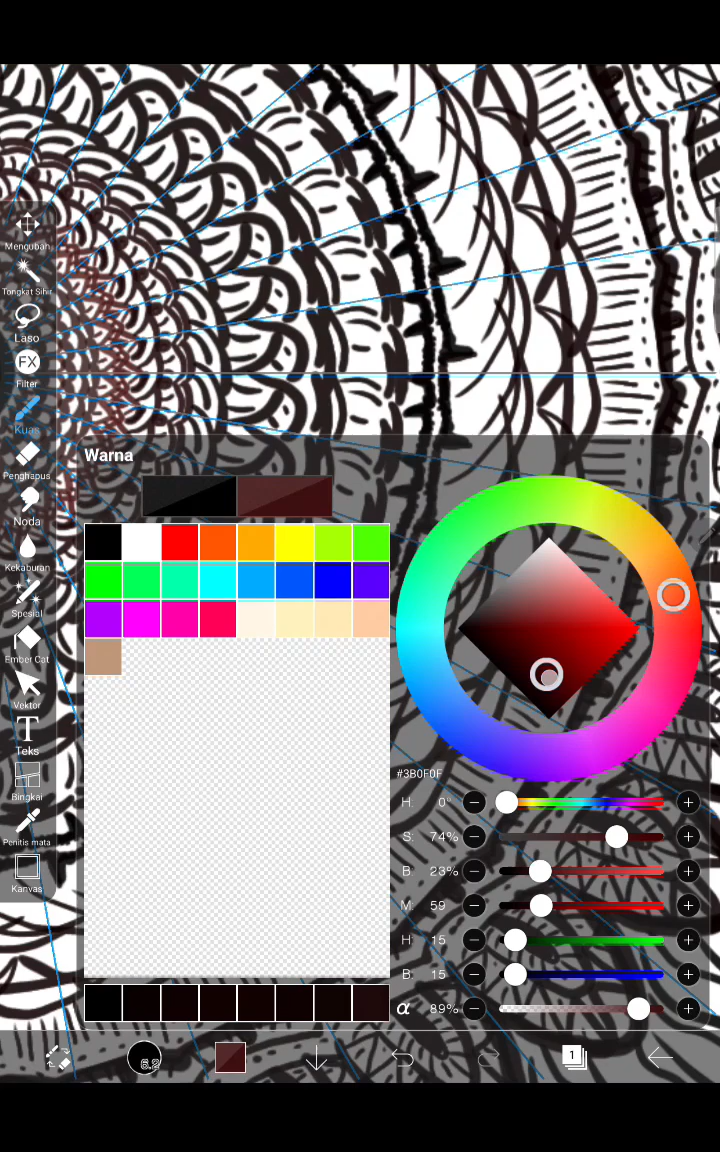 Mengubah
Tongkat Sihir
Laso
FX
Filter
Kuas
Penghapus
Noda
Kekaburan
Spesial
Ember Cat
Vektor
T
Teks
Bingkai
Penitis mata
Kanvas
Warna
#3B0F0F
H: 0°
S: 74%
B: 23%
M: 59
H: 15
B: 15
α 89%
6.2
1